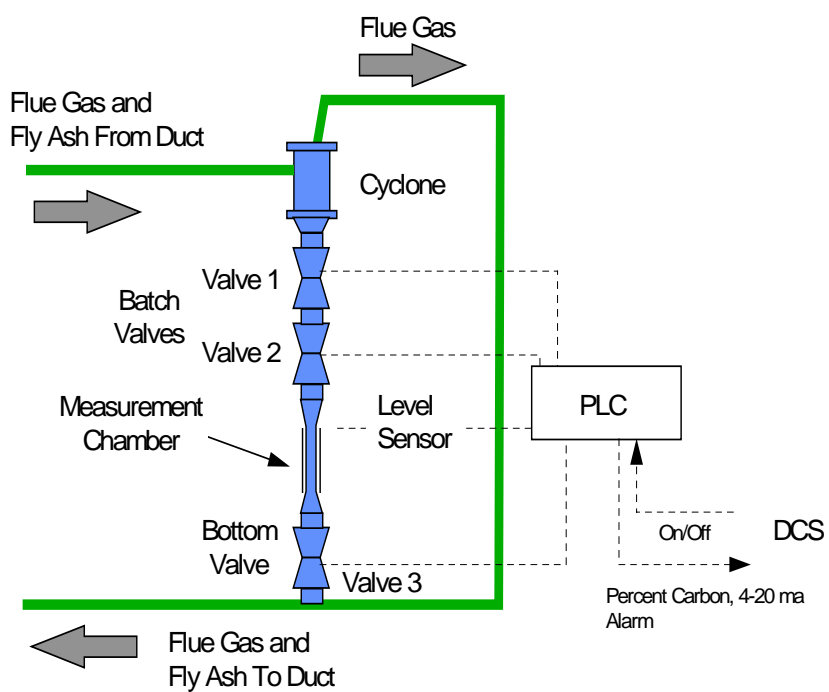 Flue Gas
Flue Gas and
Fly Ash From Duct
Cyclone
Valve 1
Batch
Valves
Valve 2
Measurement
Chamber
Level
Sensor
PLC
Bottom
Valve
Valve 3
On/Off
DCS
Percent Carbon, 4-20 ma
Alarm
Flue Gas and
Fly Ash To Duct